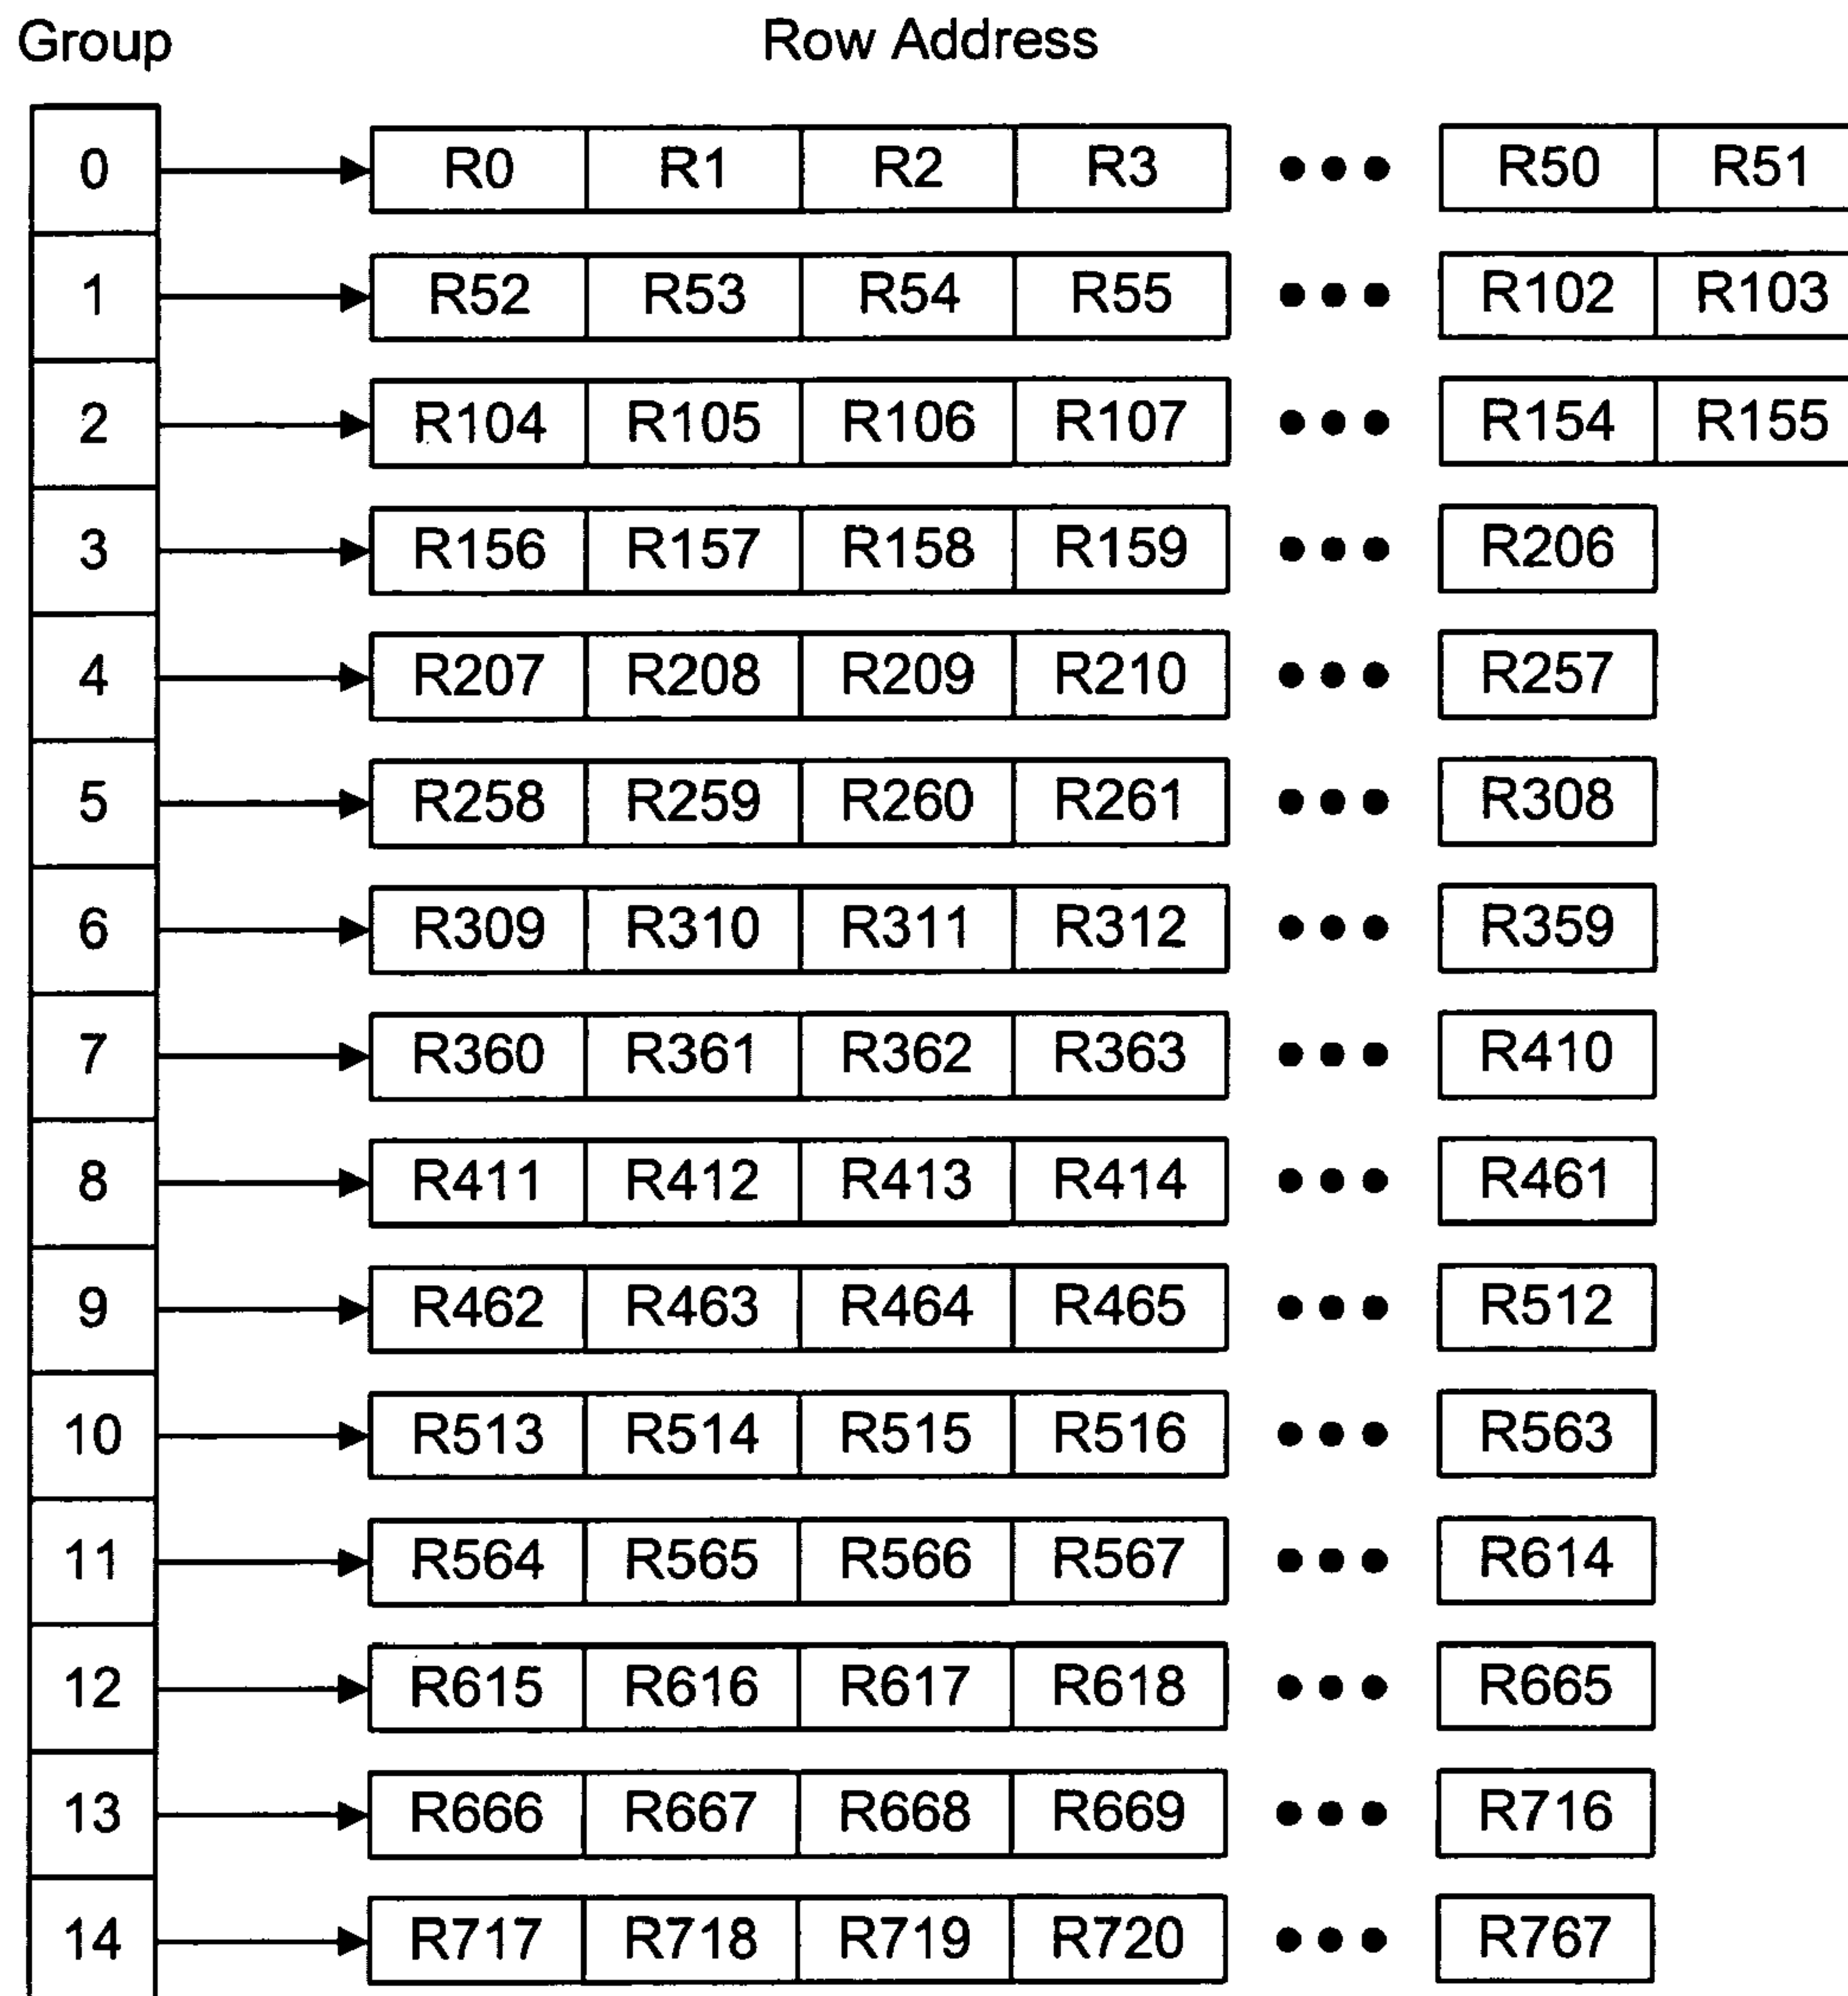 Group Row Address
0 R0 R1 R2 R3 ••• R50 R51
1 R52 R53 R54 R55 ••• R102 R103
2 R104 R105 R106 R107 ••• R154 R155
3 R156 R157 R158 R159 ••• R206
4 R207 R208 R209 R210 ••• R257
5 R258 R259 R260 R261 ••• R308
6 R309 R310 R311 R312 ••• R359
7 R360 R361 R362 R363 ••• R410
8 R411 R412 R413 R414 ••• R461
9 R462 R463 R464 R465 ••• R512
10 R513 R514 R515 R516 ••• R563
11 R564 R565 R566 R567 ••• R614
12 R615 R616 R617 R618 ••• R665
13 R666 R667 R668 R669 ••• R716
14 R717 R718 R719 R720 ••• R767